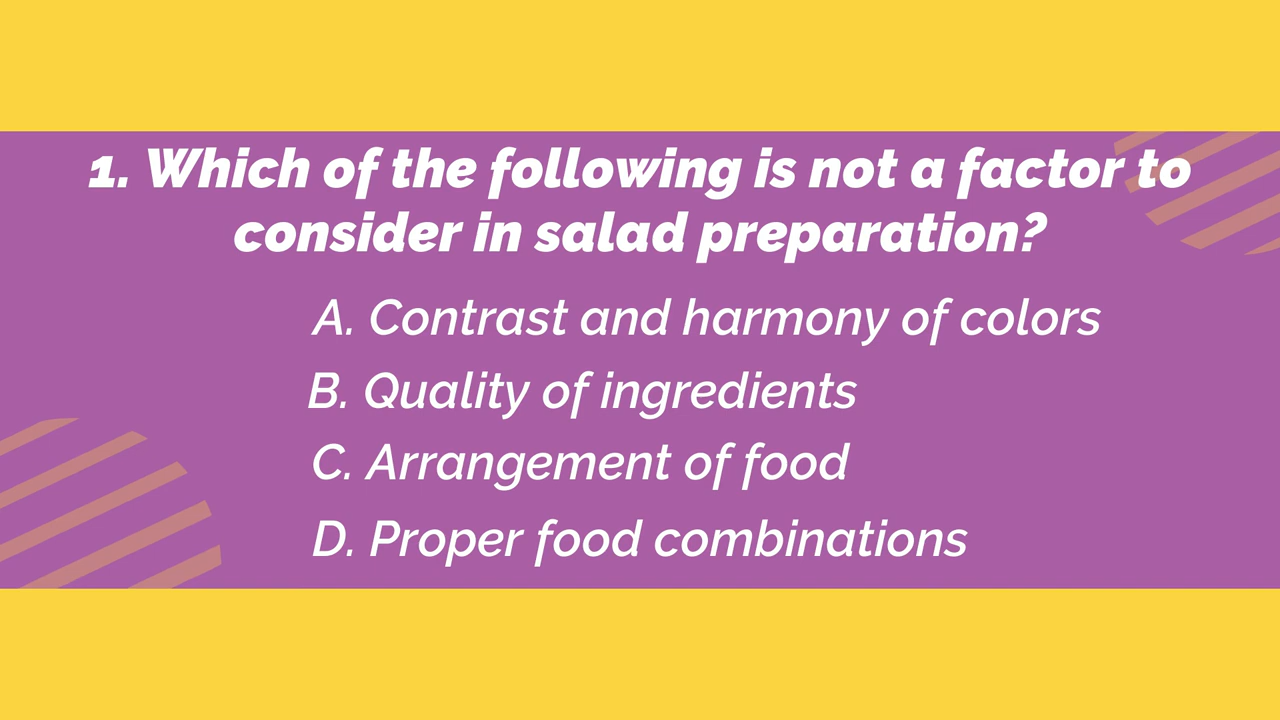 1. Which of the following is not a factor to
consider in salad preparation?
A. Contrast and harmony of colors
B. Quality of ingredients
C. Arrangement of food
D. Proper food combinations